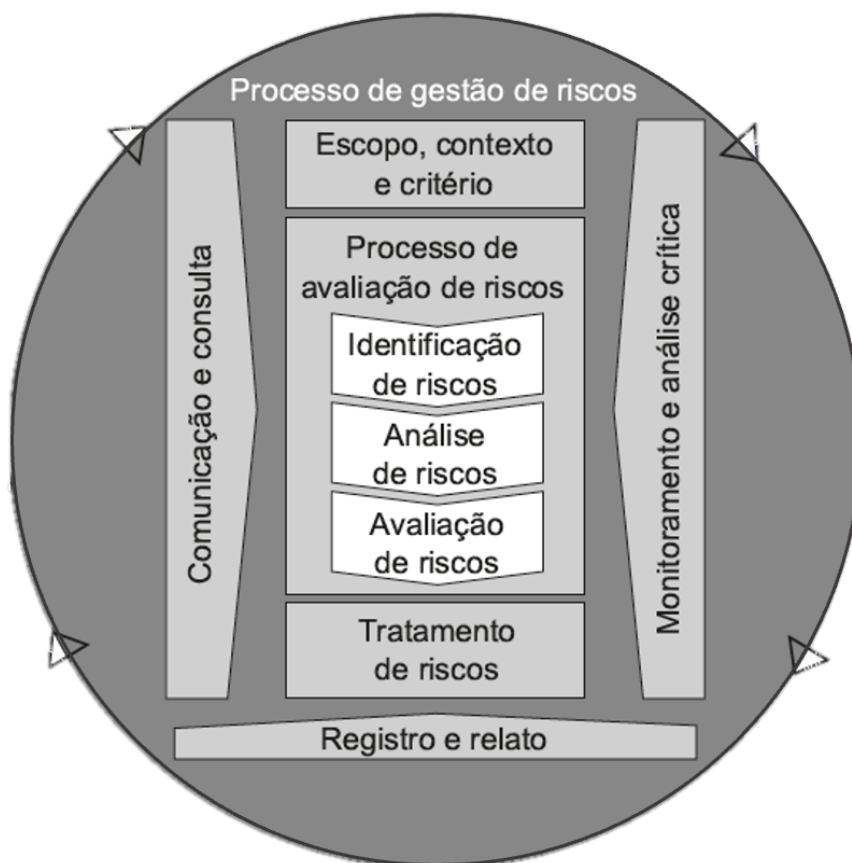 Processo de gestão de riscos
Escopo, contexto
e critério
Comunicação e consulta
Processo de
avaliação de riscos
Identificação
de riscos
Análise
de riscos
Avaliação
de riscos
Monitoramento e análise crítica
Tratamento
de riscos
Registro e relato